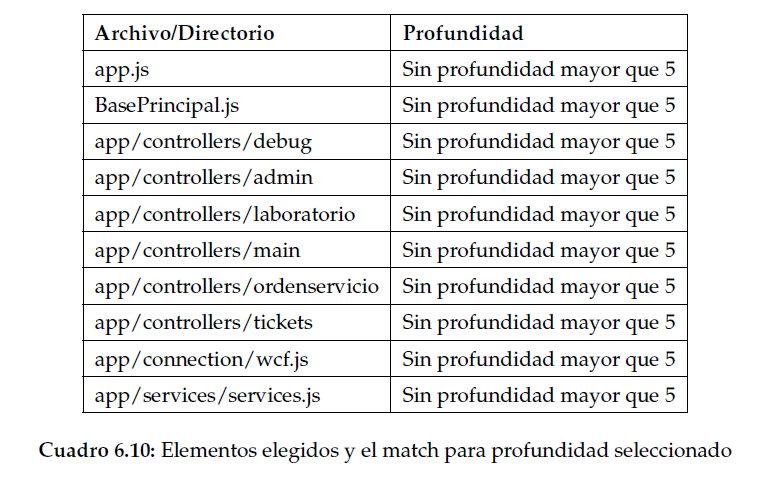 Archivo/Directorio Profundidad
app.js Sin profundidad mayor que 5
BasePrincipal.js Sin profundidad mayor que 5
app/controllers/debug Sin profundidad mayor que 5
app/controllers/admin Sin profundidad mayor que 5
app/controllers/laboratorio Sin profundidad mayor que 5
app/controllers/main Sin profundidad mayor que 5
app/controllers/ordenservicio Sin profundidad mayor que 5
app/controllers/tickets Sin profundidad mayor que 5
app/connection/wcf.js Sin profundidad mayor que 5
app/services/services.js Sin profundidad mayor que 5
Cuadro 6.10: Elementos elegidos y el match para profundidad seleccionado